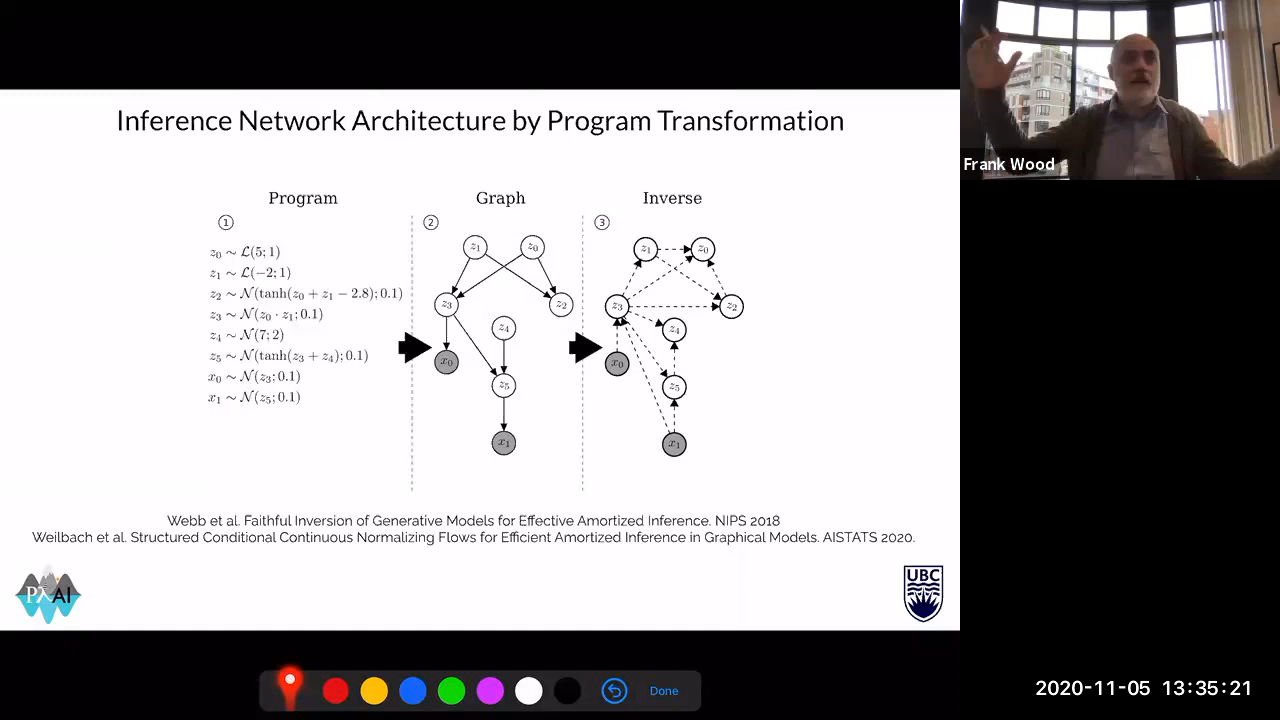 Inference Network Architecture by Program Transformation
Program
Graph
Inverse
1
2
3
z₀ ∼ 𝓛(5; 1)
z₁ ∼ 𝓛(−2; 1)
z₂ ∼ 𝓝(tanh(z₀ + z₁ − 2.8); 0.1)
z₃ ∼ 𝓝(z₀ · z₁; 0.1)
z₄ ∼ 𝓝(7; 2)
z₅ ∼ 𝓝(tanh(z₃ + z₄); 0.1)
x₀ ∼ 𝓝(z₃; 0.1)
x₁ ∼ 𝓝(z₅; 0.1)
z₁ z₀
z₃ z₂
z₄
x₀
z₅
x₁
z₁ z₀
z₃ z₂
z₄
x₀
z₅
x₁
Webb et al. Faithful Inversion of Generative Models for Effective Amortized Inference. NIPS 2018
Weilbach et al. Structured Conditional Continuous Normalizing Flows for Efficient Amortized Inference in Graphical Models. AISTATS 2020.
PλAI
UBC
Done
Frank Wood
2020-11-05 13:35:21